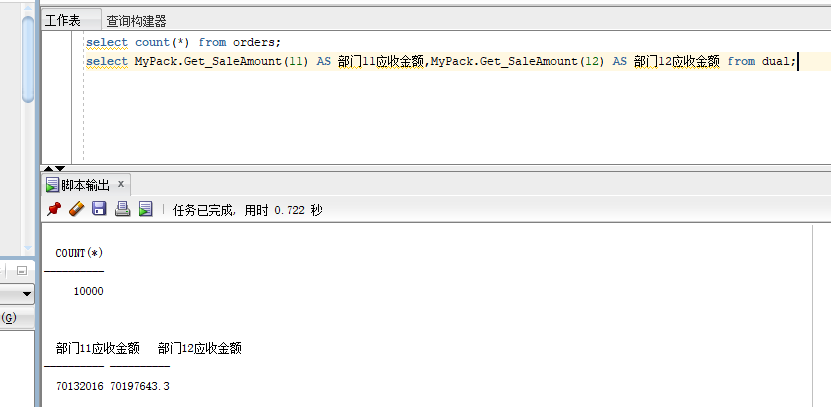 工作表 查询构建器
select count(*) from orders;
select MyPack.Get_SaleAmount(11) AS 部门11应收金额,MyPack.Get_SaleAmount(12) AS 部门12应收金额 from dual;
脚本输出 x
任务已完成, 用时 0.722 秒
COUNT(*)
----------
10000
(G)
部门11应收金额 部门12应收金额
---------- ----------
70132016 70197643.3